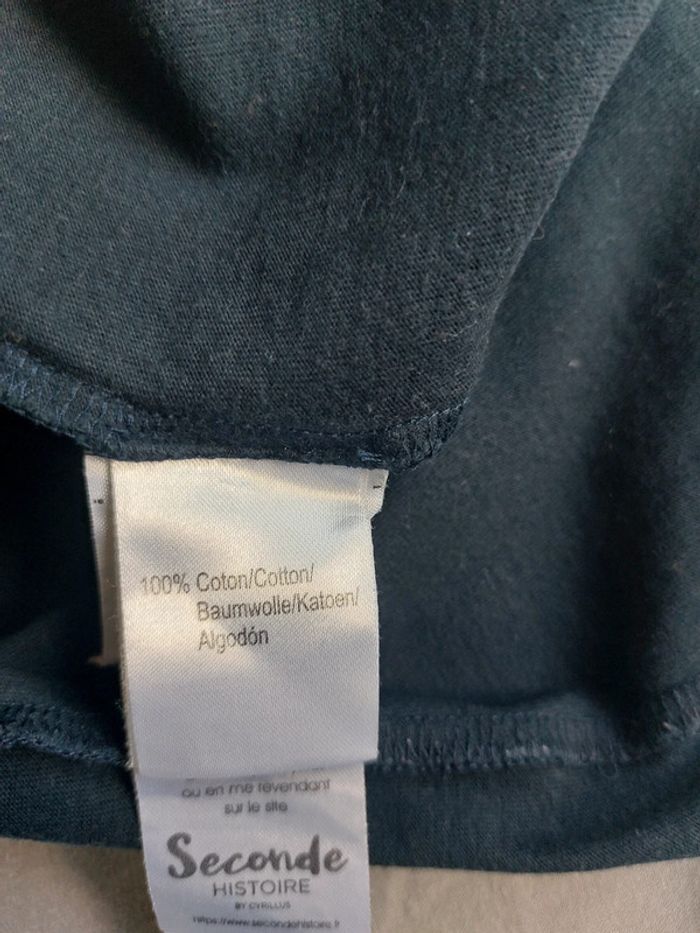 100% Coton/Cotton/
Baumwolle/Katoen/
Algodón
ou en me revendant
sur le site
Seconde
HISTOIRE
BY CYRILLUS
https://www.secondehistoire.fr